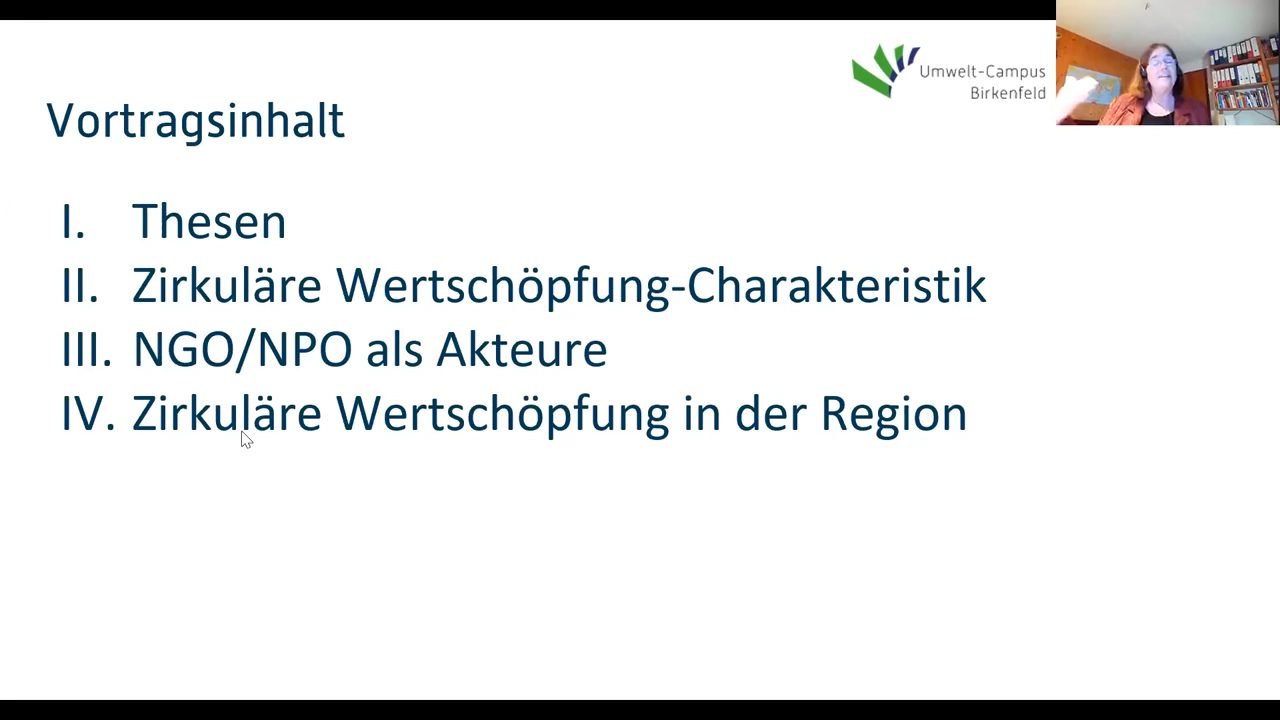 Umwelt-Campus
Birkenfeld
Vortragsinhalt
I. Thesen
II. Zirkuläre Wertschöpfung-Charakteristik
III. NGO/NPO als Akteure
IV. Zirkuläre Wertschöpfung in der Region